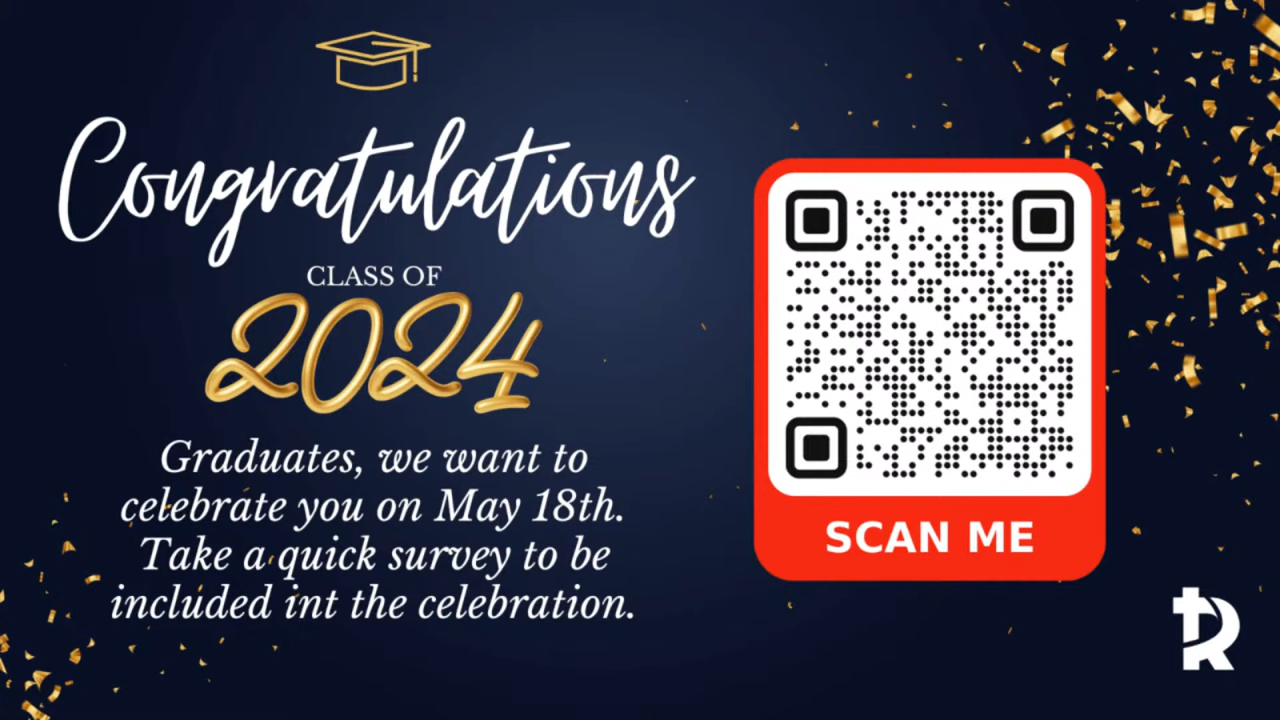 Congratulations
CLASS OF
2024
Graduates, we want to
celebrate you on May 18th.
Take a quick survey to be
included int the celebration.
SCAN ME